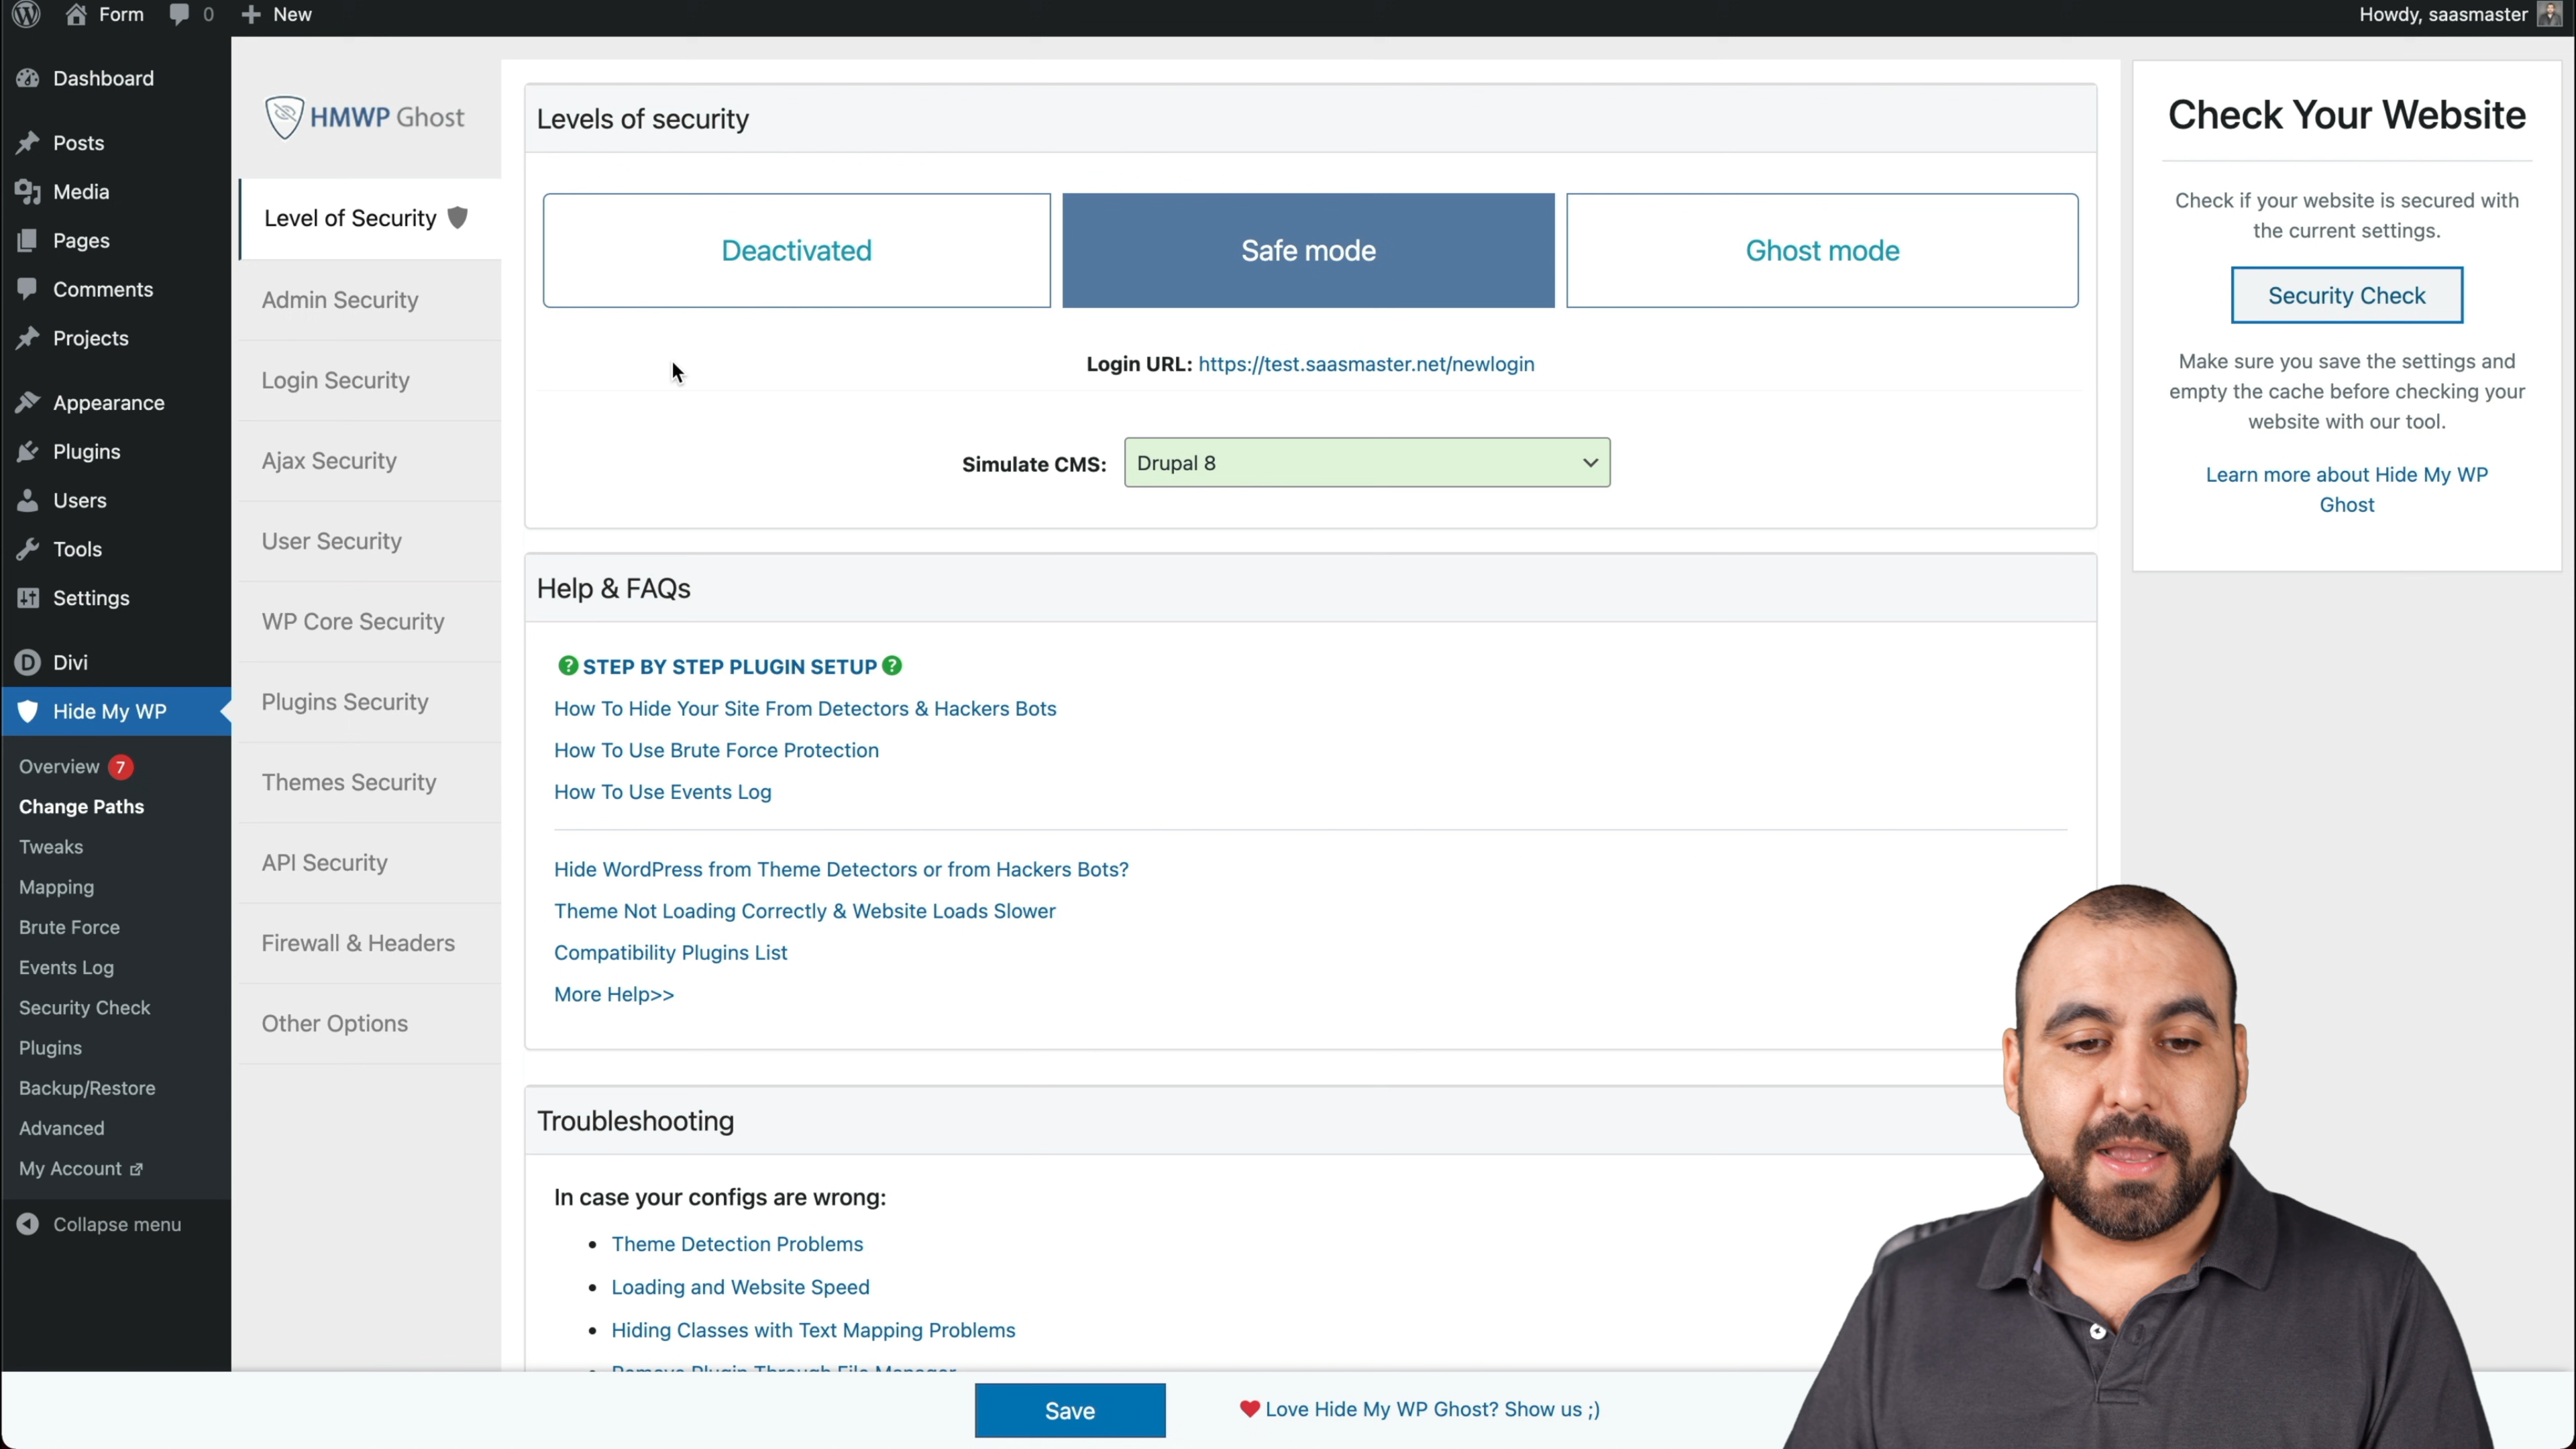 Form
0
New
Howdy, saasmaster
Dashboard
Posts
Media
Pages
Comments
Projects
Appearance
Plugins
Users
Tools
Settings
Divi
Hide My WP
Overview 7
Change Paths
Tweaks
Mapping
Brute Force
Events Log
Security Check
Plugins
Backup/Restore
Advanced
My Account
Collapse menu
HMWP Ghost
Level of Security
Admin Security
Login Security
Ajax Security
User Security
WP Core Security
Plugins Security
Themes Security
API Security
Firewall & Headers
Other Options
Levels of security
Deactivated
Safe mode
Ghost mode
Login URL: https://test.saasmaster.net/newlogin
Simulate CMS: Drupal 8
Help & FAQs
? STEP BY STEP PLUGIN SETUP ?
How To Hide Your Site From Detectors & Hackers Bots
How To Use Brute Force Protection
How To Use Events Log
Hide WordPress from Theme Detectors or from Hackers Bots?
Theme Not Loading Correctly & Website Loads Slower
Compatibility Plugins List
More Help>>
Troubleshooting
In case your configs are wrong:
• Theme Detection Problems
• Loading and Website Speed
• Hiding Classes with Text Mapping Problems
• Remove Plugin Through File Manager
Save
Love Hide My WP Ghost? Show us ;)
Check Your Website
Check if your website is secured with
the current settings.
Security Check
Make sure you save the settings and
empty the cache before checking your
website with our tool.
Learn more about Hide My WP
Ghost